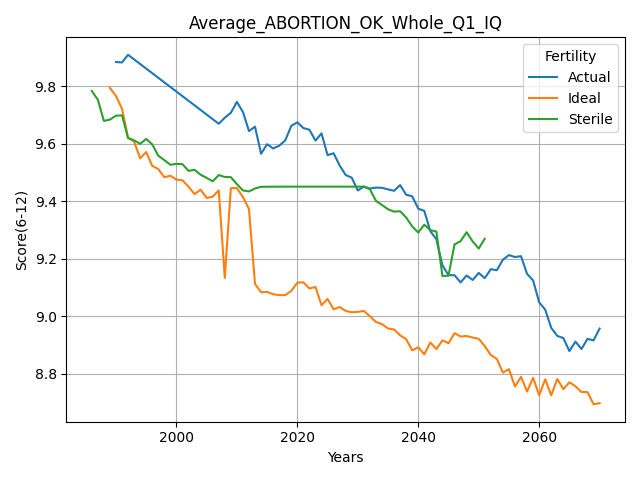 Average_ABORTION_OK_Whole_Q1_IQ
Fertility
Actual
Ideal
Sterile
Score(6-12)
9.8
9.6
9.4
9.2
9.0
8.8
2000
2020
2040
2060
Years